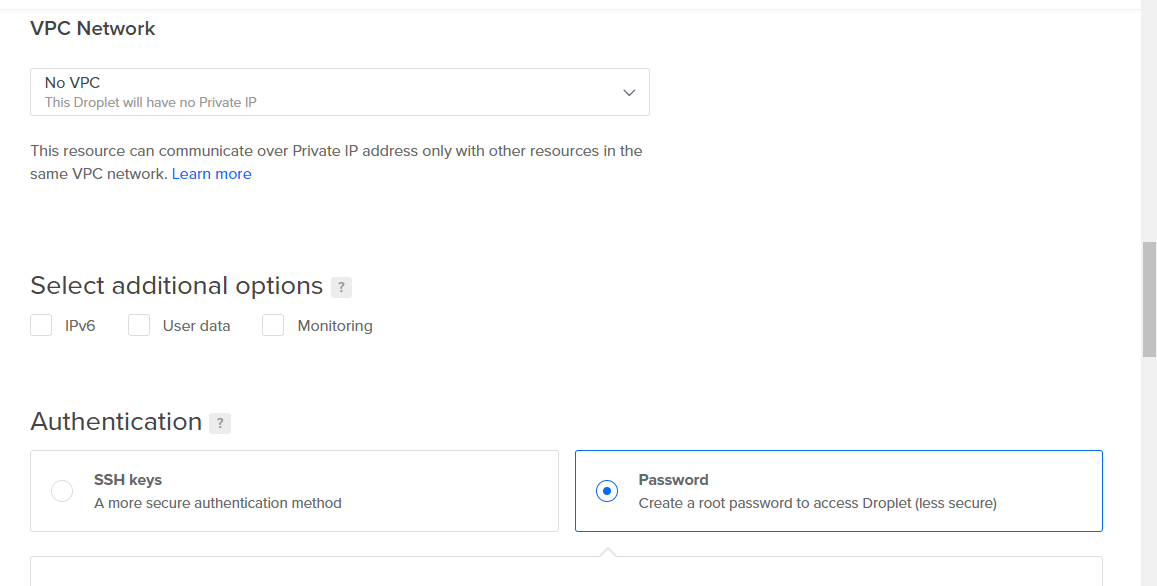 VPC Network
No VPC
This Droplet will have no Private IP
This resource can communicate over Private IP address only with other resources in the
same VPC network. Learn more
Select additional options ?
IPv6 User data Monitoring
Authentication ?
SSH keys
A more secure authentication method
Password
Create a root password to access Droplet (less secure)